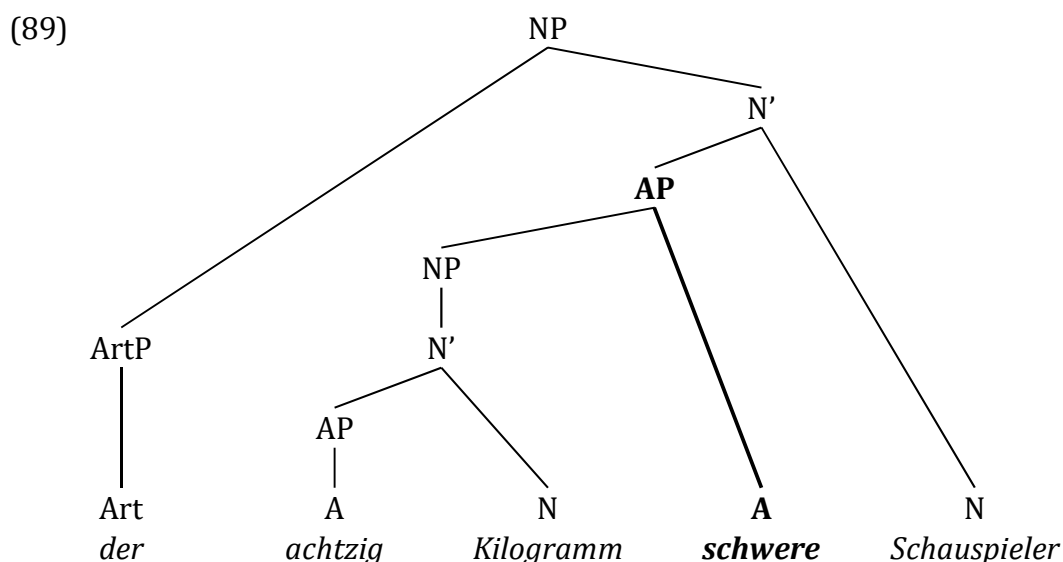 (89)
NP
N’
AP
NP
ArtP N’
AP
Art A N A N
der achtzig Kilogramm schwere Schauspieler